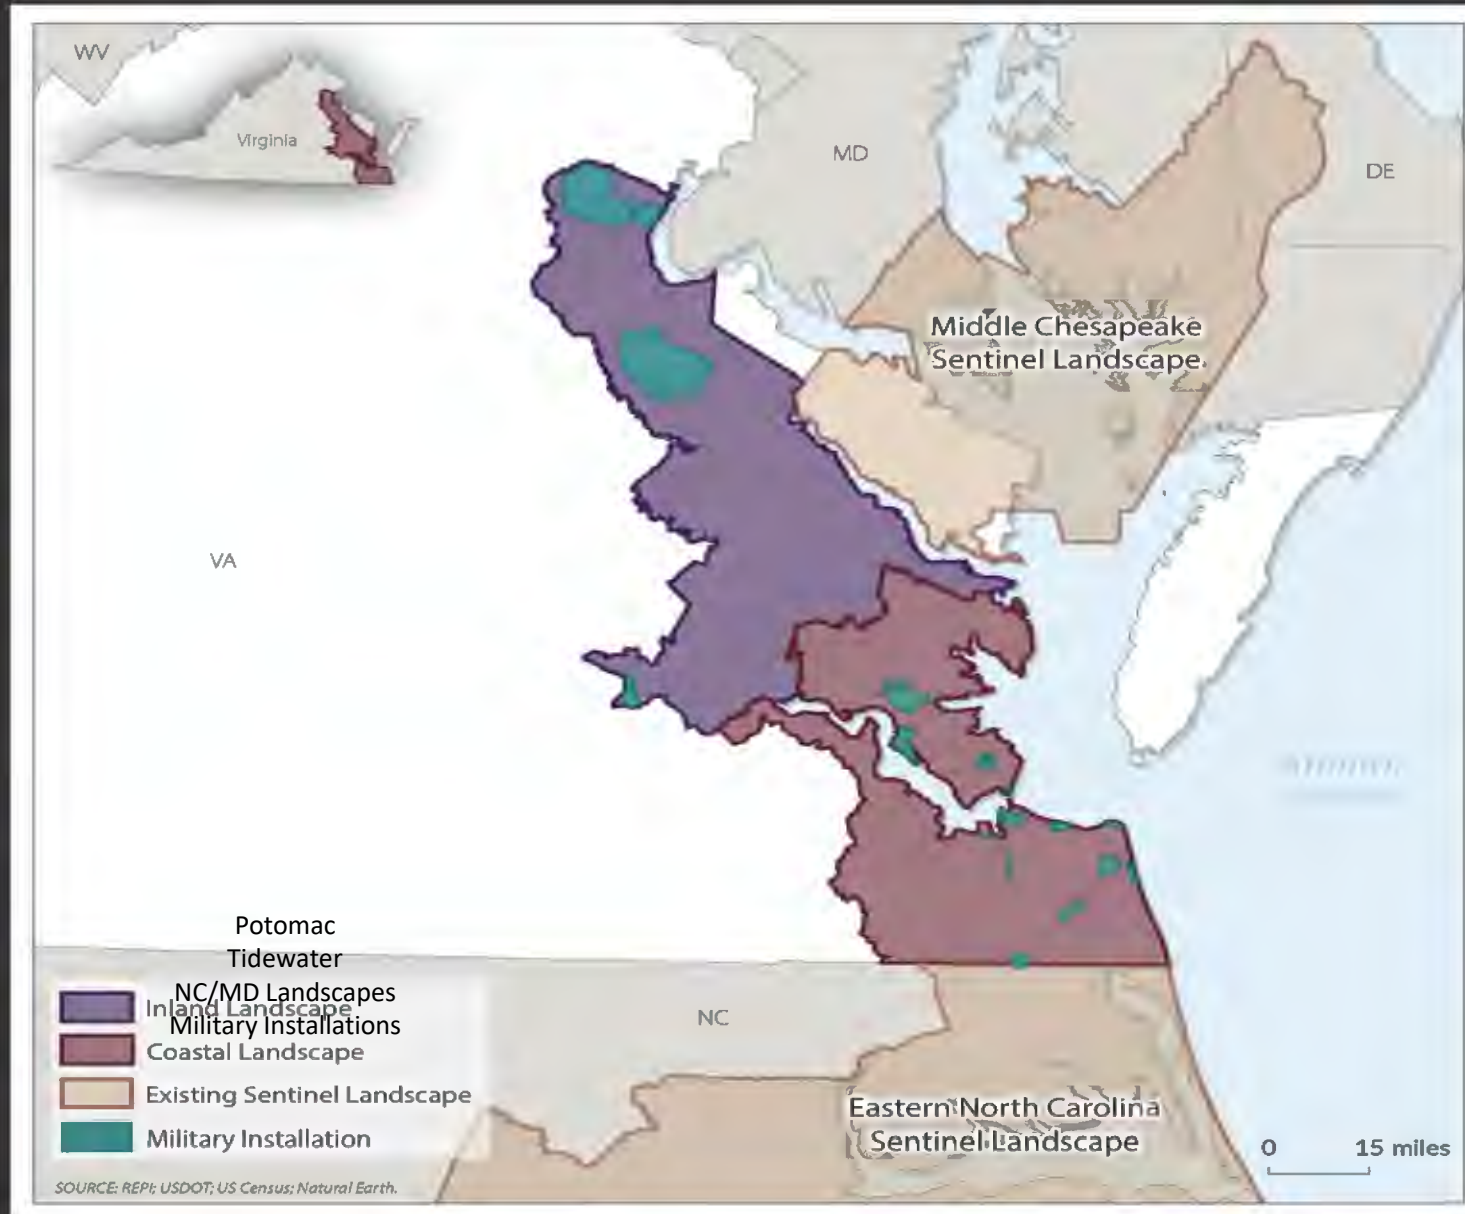 WV
Virginia
MD
DE
Middle Chesapeake
Sentinel Landscape
VA
Potomac
Tidewater
NC/MD Landscapes
Inland Landscape
Military Installations
Coastal Landscape
Existing Sentinel Landscape
Military Installation
NC
Eastern North Carolina
Sentinel Landscape
0 15 miles
SOURCE: REPI; USDOT; US Census; Natural Earth.